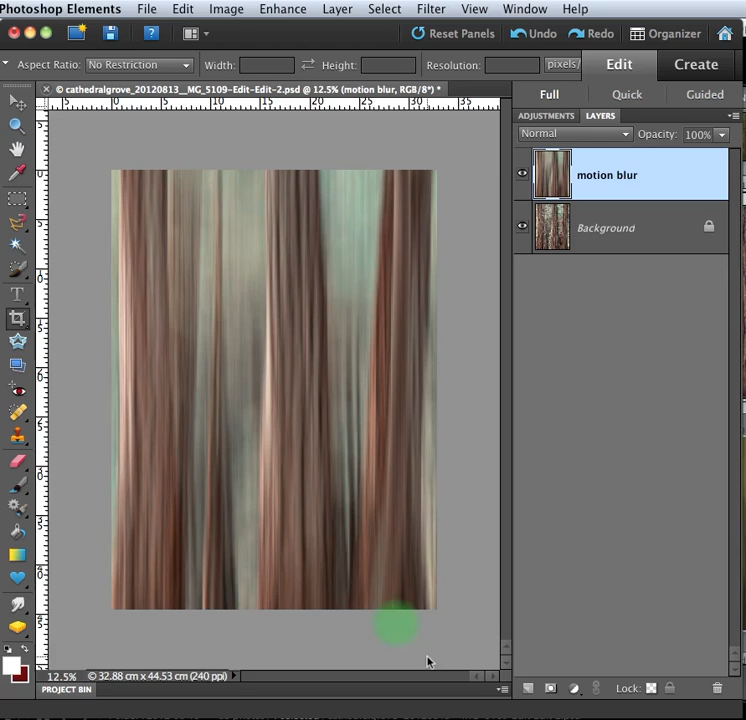 Photoshop Elements File Edit Image Enhance Layer Select Filter View Window Help
Reset Panels Undo Redo Organizer
Aspect Ratio: No Restriction Width: Height: Resolution: pixels/ Edit Create
© cathedralgrove_20120813__MG_5109-Edit-Edit-2.psd @ 12.5% (motion blur, RGB/8*) *
Full Quick Guided
ADJUSTMENTS LAYERS
Normal Opacity: 100%
motion blur
Background
12.5% © 32.88 cm x 44.53 cm (240 ppi)
Lock:
PROJECT BIN